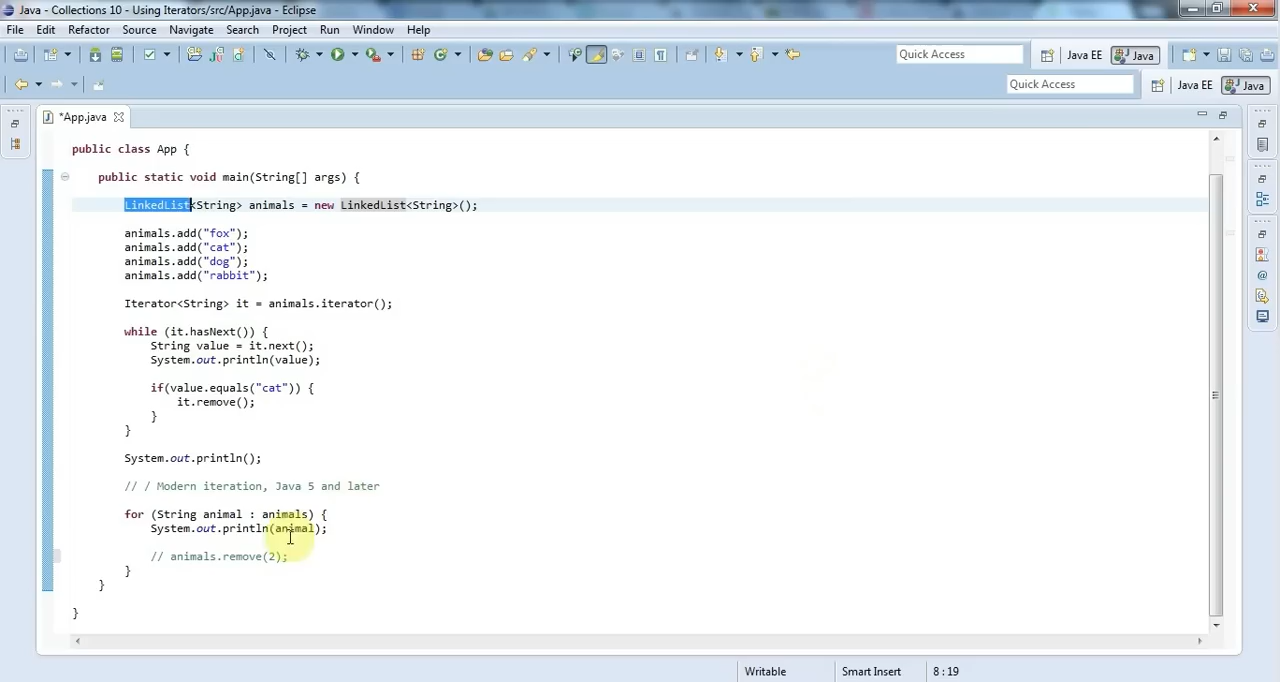 Java - Collections 10 - Using Iterators/src/App.java - Eclipse
File Edit Refactor Source Navigate Search Project Run Window Help
Quick Access Java EE Java
Quick Access Java EE Java
*App.java
public class App {
public static void main(String[] args) {
LinkedList<String> animals = new LinkedList<String>();
animals.add("fox");
animals.add("cat");
animals.add("dog");
animals.add("rabbit");
Iterator<String> it = animals.iterator();
while (it.hasNext()) {
String value = it.next();
System.out.println(value);
if(value.equals("cat")) {
it.remove();
}
}
System.out.println();
// / Modern iteration, Java 5 and later
for (String animal : animals) {
System.out.println(animal);
// animals.remove(2);
}
}
}
Writable Smart Insert 8:19